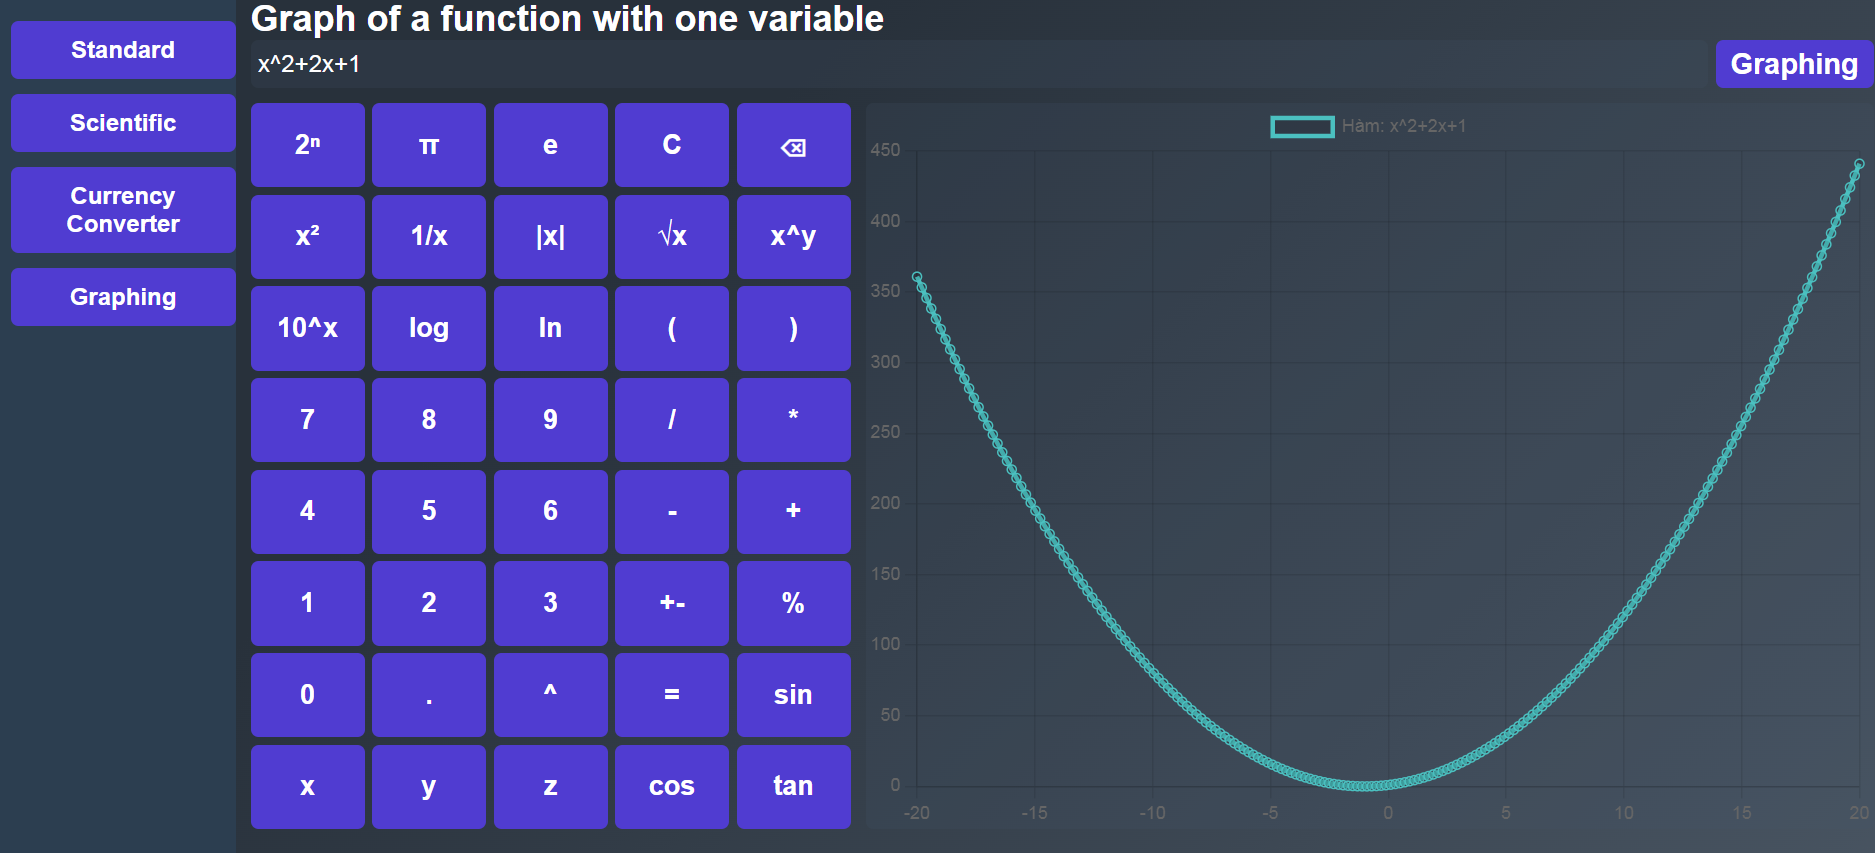 Graph of a function with one variable
Standard
Scientific
Currency
Converter
Graphing
x^2+2x+1
Graphing
2ⁿ π e C ⌫
x² 1/x |x| √x x^y
10^x log ln ( )
7 8 9 / *
4 5 6 - +
1 2 3 +- %
0 . ^ = sin
x y z cos tan
Hàm: x^2+2x+1
450
400
350
300
250
200
150
100
50
0
-20 -15 -10 -5 0 5 10 15 20